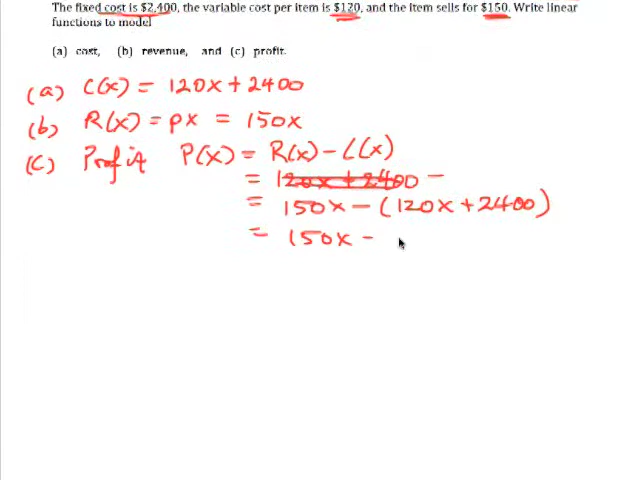 The fixed cost is $2,400, the variable cost per item is $120, and the item sells for $150. Write linear
functions to model
(a) cost, (b) revenue, and (c) profit.
(a) C(x) = 120x + 2400
(b) R(x) = px = 150x
(c) Profit P(x) = R(x) - C(x)
= 120x + 2400 -
= 150x - (120x + 2400)
= 150x -